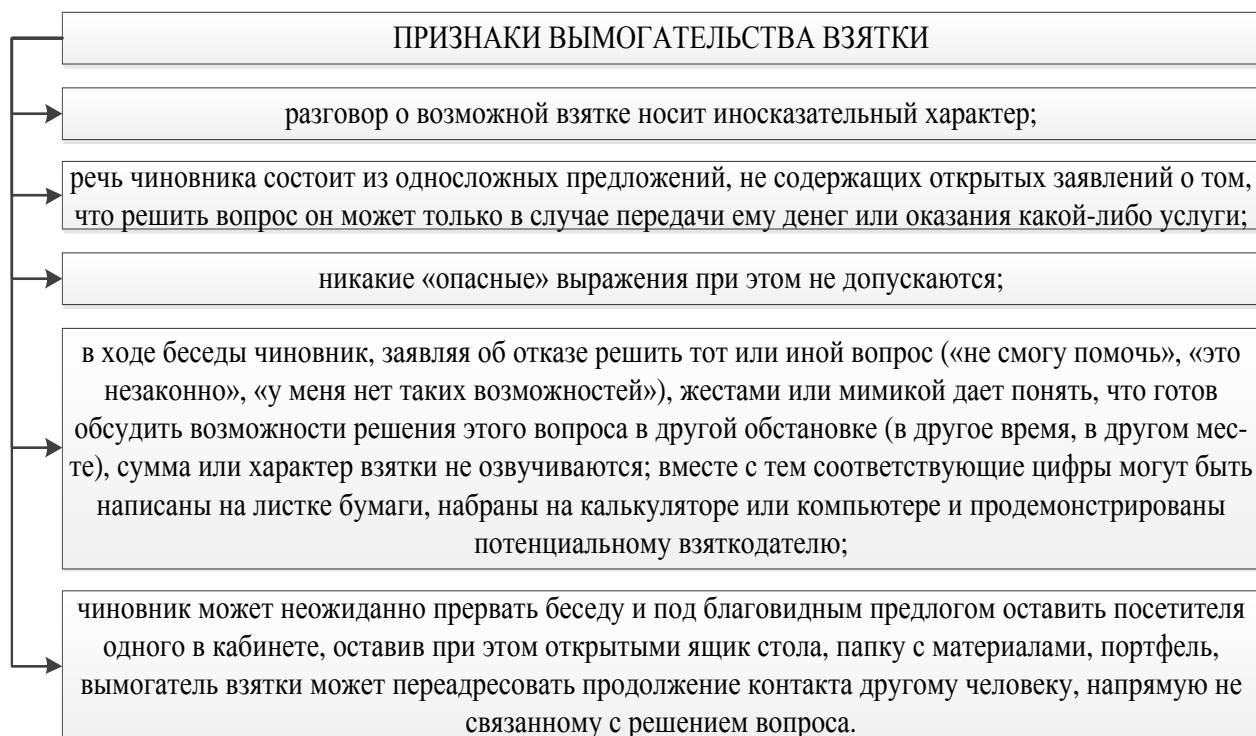 ПРИЗНАКИ ВЫМОГАТЕЛЬСТВА ВЗЯТКИ
разговор о возможной взятке носит иносказательный характер;
речь чиновника состоит из односложных предложений, не содержащих открытых заявлений о том,
что решить вопрос он может только в случае передачи ему денег или оказания какой-либо услуги;
никакие «опасные» выражения при этом не допускаются;
в ходе беседы чиновник, заявляя об отказе решить тот или иной вопрос («не смогу помочь», «это
незаконно», «у меня нет таких возможностей»), жестами или мимикой дает понять, что готов
обсудить возможности решения этого вопроса в другой обстановке (в другое время, в другом мес-
те), сумма или характер взятки не озвучиваются; вместе с тем соответствующие цифры могут быть
написаны на листке бумаги, набраны на калькуляторе или компьютере и продемонстрированы
потенциальному взяткодателю;
чиновник может неожиданно прервать беседу и под благовидным предлогом оставить посетителя
одного в кабинете, оставив при этом открытыми ящик стола, папку с материалами, портфель,
вымогатель взятки может переадресовать продолжение контакта другому человеку, напрямую не
связанному с решением вопроса.